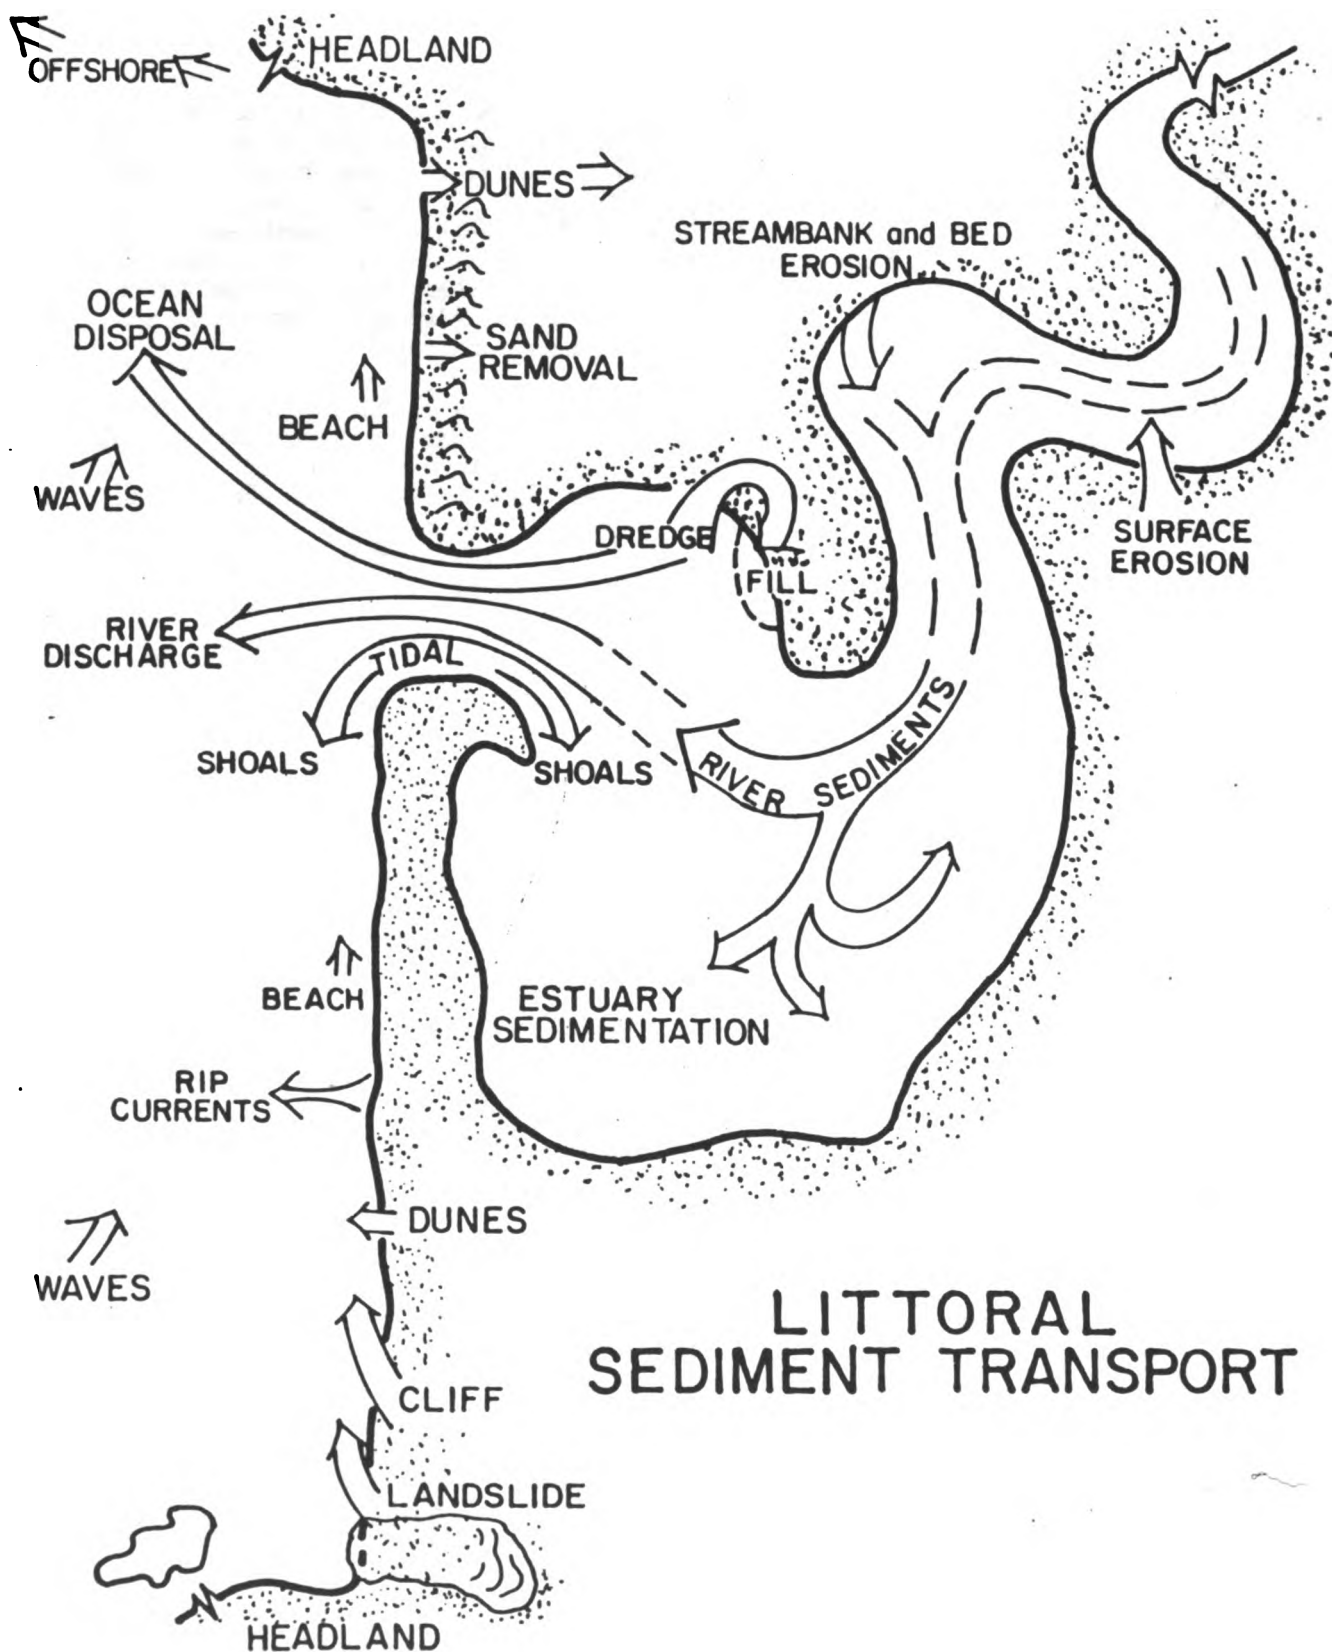 HEADLAND
OFFSHORE
DUNES
STREAMBANK and BED
EROSION
OCEAN
DISPOSAL
SAND
REMOVAL
BEACH
WAVES
DREDGE
SURFACE
EROSION
FILL
RIVER
DISCHARGE
TIDAL
SHOALS
SHOALS
RIVER SEDIMENTS
BEACH
ESTUARY
SEDIMENTATION
RIP
CURRENTS
DUNES
WAVES
LITTORAL
SEDIMENT TRANSPORT
CLIFF
LANDSLIDE
HEADLAND